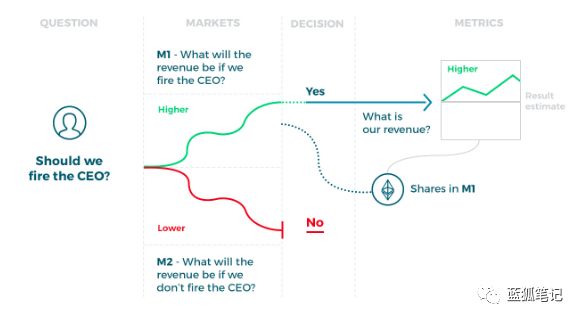 QUESTION
MARKETS
DECISION
METRICS
M1 - What will the
revenue be if we
fire the CEO?
Higher
Yes
Higher
Result
estimate
What is
our revenue?
Should we
fire the CEO?
Shares in M1
Lower
No
M2 - What will the
revenue be if we
don't fire the CEO?
蓝狐笔记